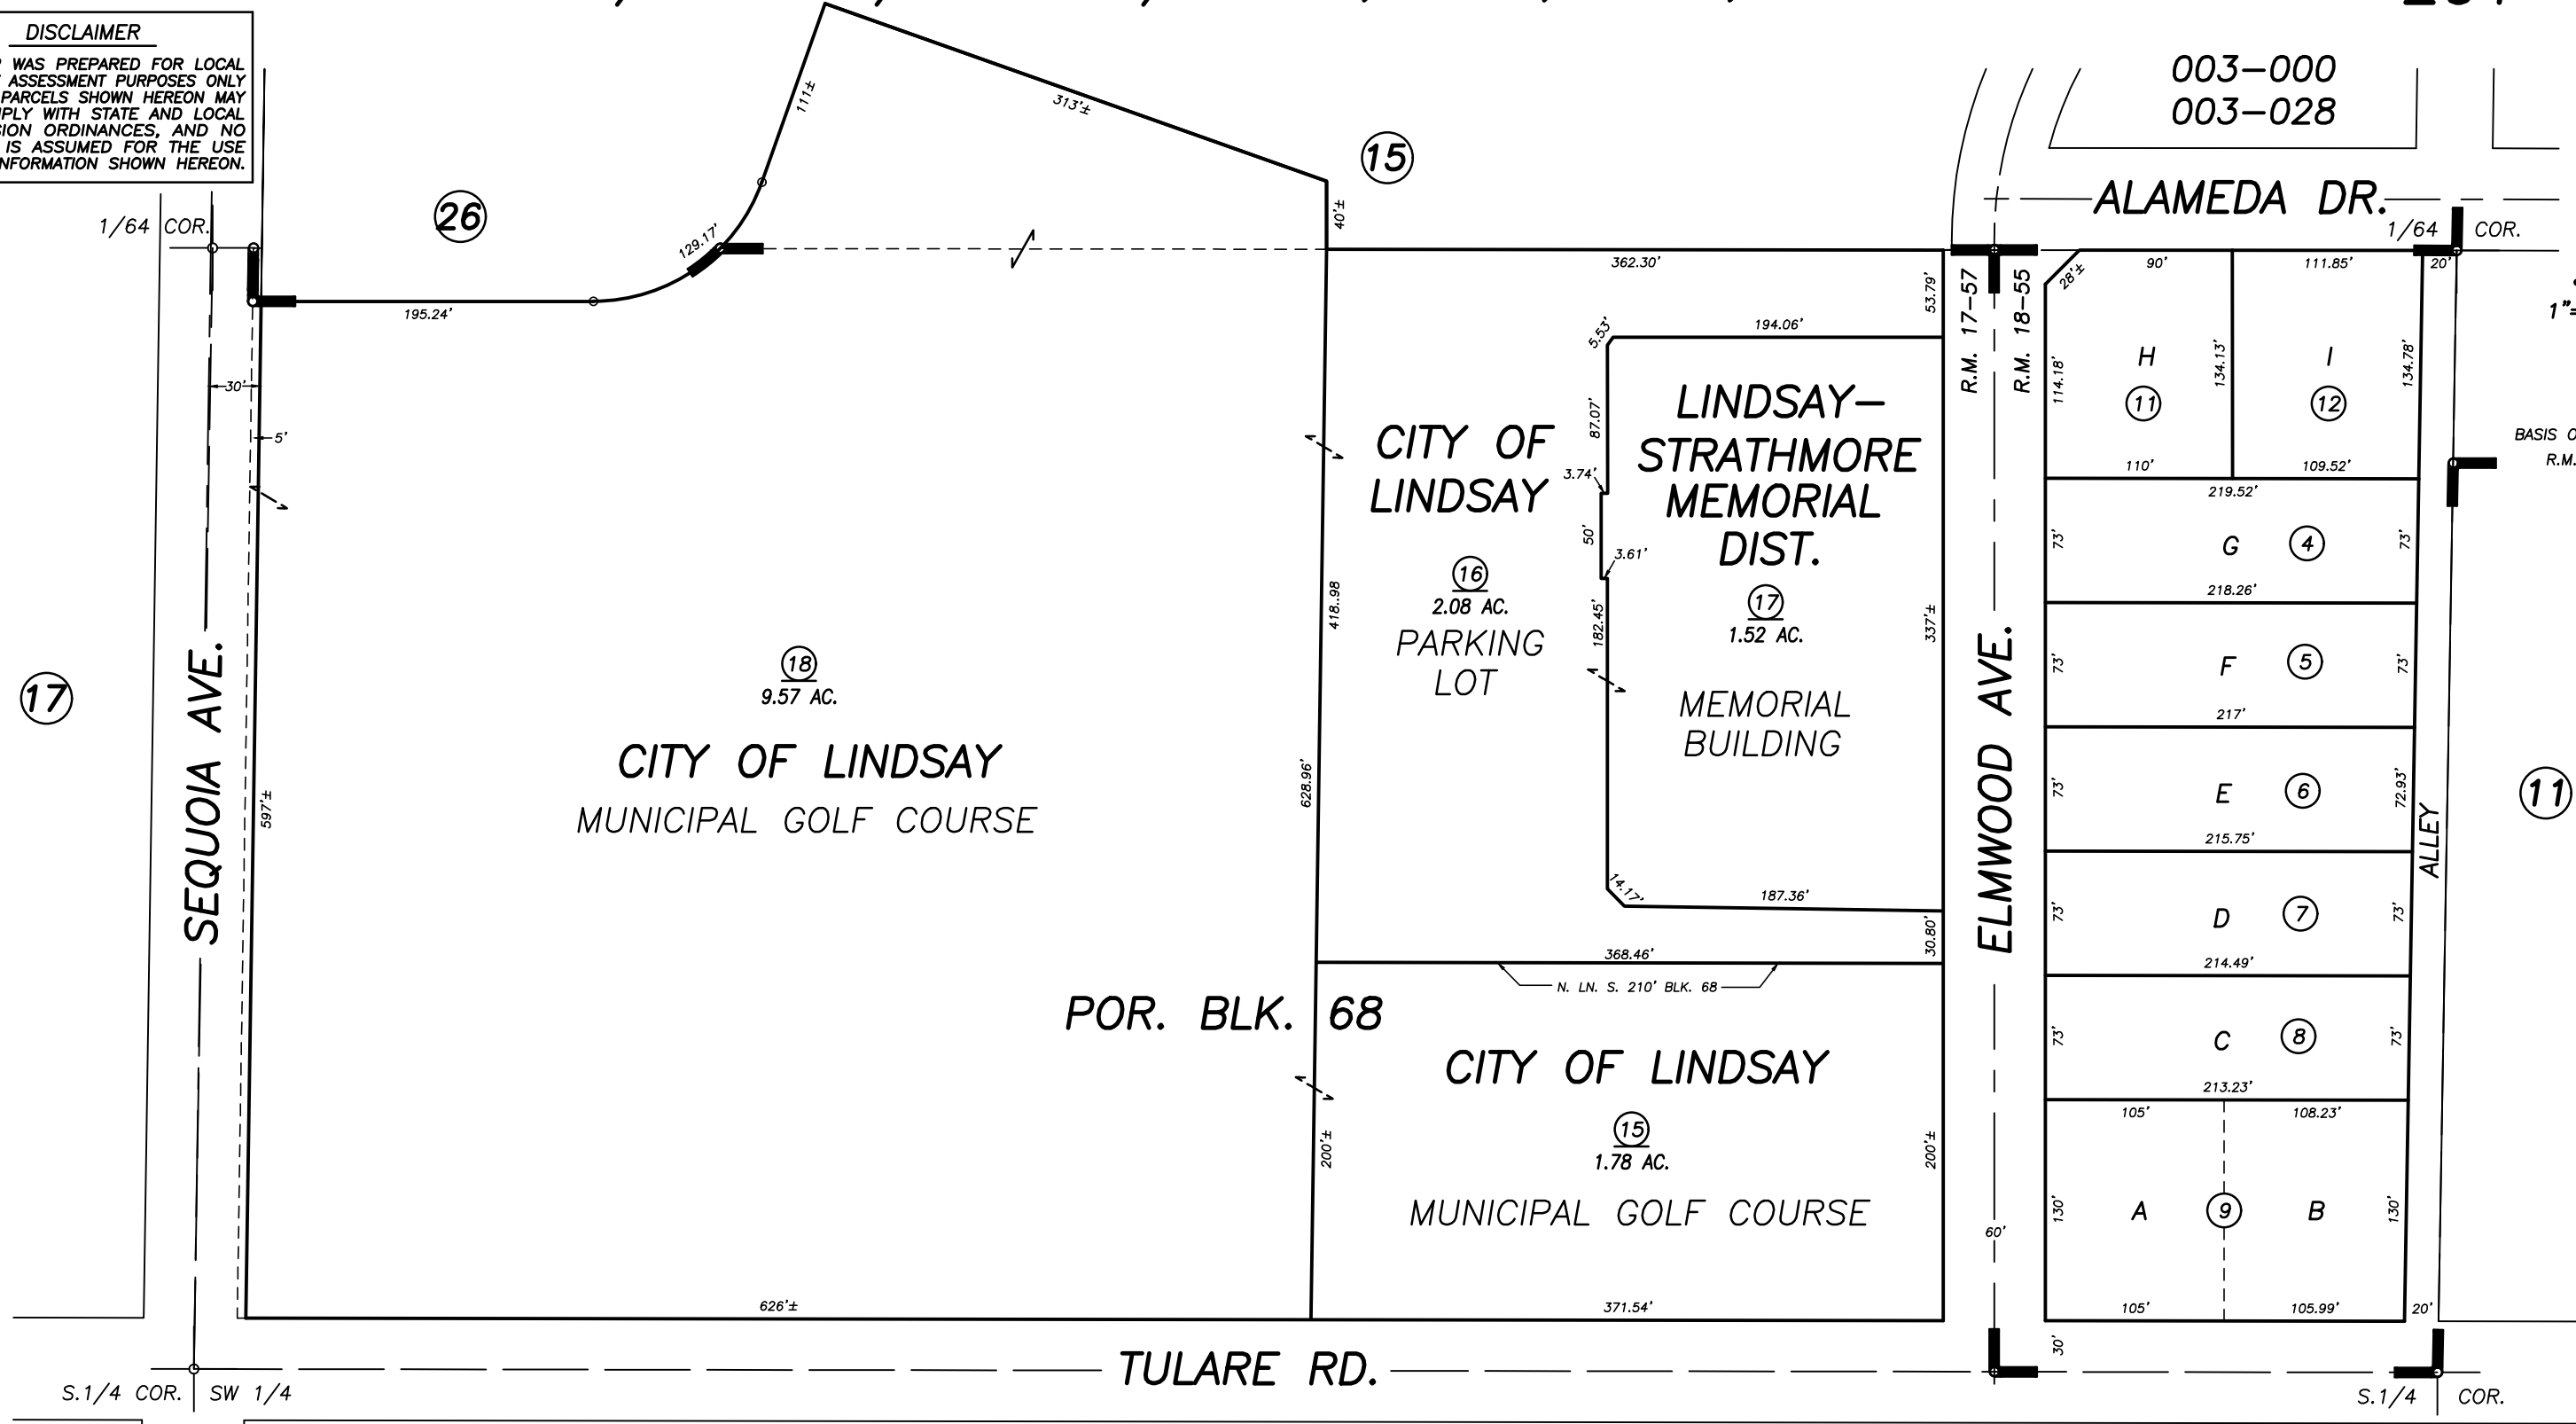 DISCLAIMER
WAS PREPARED FOR LOCAL
ASSESSMENT PURPOSES ONLY
PARCELS SHOWN HEREON MAY
WITH STATE AND LOCAL
ORDINANCES, AND NO
IS ASSUMED FOR THE USE
SHOWN HEREON.
003-000
003-028
ALAMEDA DR.
1/64 COR.
1/64 COR.
26
15
111±
313'±
40'±
129.17'
195.24'
362.30'
53.79'
30'
5'
R.M. 17-57
R.M. 18-55
28'±
90'
111.85'
20'
1"=
114.18'
H
11
134.13'
I
12
134.78'
BASIS
R.M.
110'
109.52'
5.53'
194.06'
87.07'
3.74'
50'
3.61'
182.45'
337'±
CITY OF
LINDSAY
16
2.08 AC.
PARKING
LOT
LINDSAY-
STRATHMORE
MEMORIAL
DIST.
17
1.52 AC.
MEMORIAL
BUILDING
14.17'
187.36'
30.80'
418..98
628.96'
368.46'
N. LN. S. 210' BLK. 68
219.52'
73'
G
4
73'
218.26'
73'
F
5
73'
217'
73'
E
6
72.93'
215.75'
73'
D
7
73'
214.49'
73'
C
8
73'
213.23'
105'
108.23'
130'
A
9
B
130'
105'
105.99'
20'
ALLEY
11
17
SEQUOIA AVE.
597'±
18
9.57 AC.
CITY OF LINDSAY
MUNICIPAL GOLF COURSE
POR. BLK. 68
CITY OF LINDSAY
15
1.78 AC.
MUNICIPAL GOLF COURSE
200'±
200'±
626'±
371.54'
ELMWOOD AVE.
60'
30'
TULARE RD.
S.1/4 COR.
SW 1/4
S.1/4 COR.